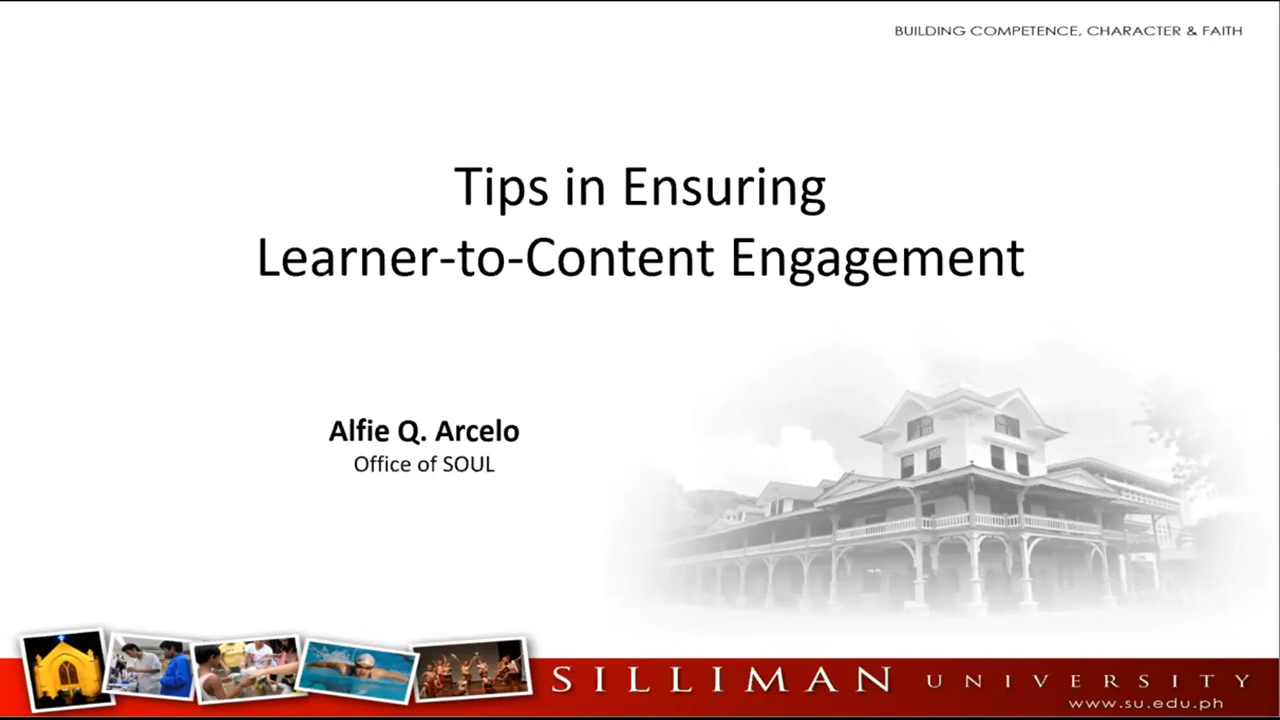 BUILDING COMPETENCE, CHARACTER & FAITH
Tips in Ensuring
Learner-to-Content Engagement
Alfie Q. Arcelo
Office of SOUL
SILLIMAN UNIVERSITY
www.su.edu.ph